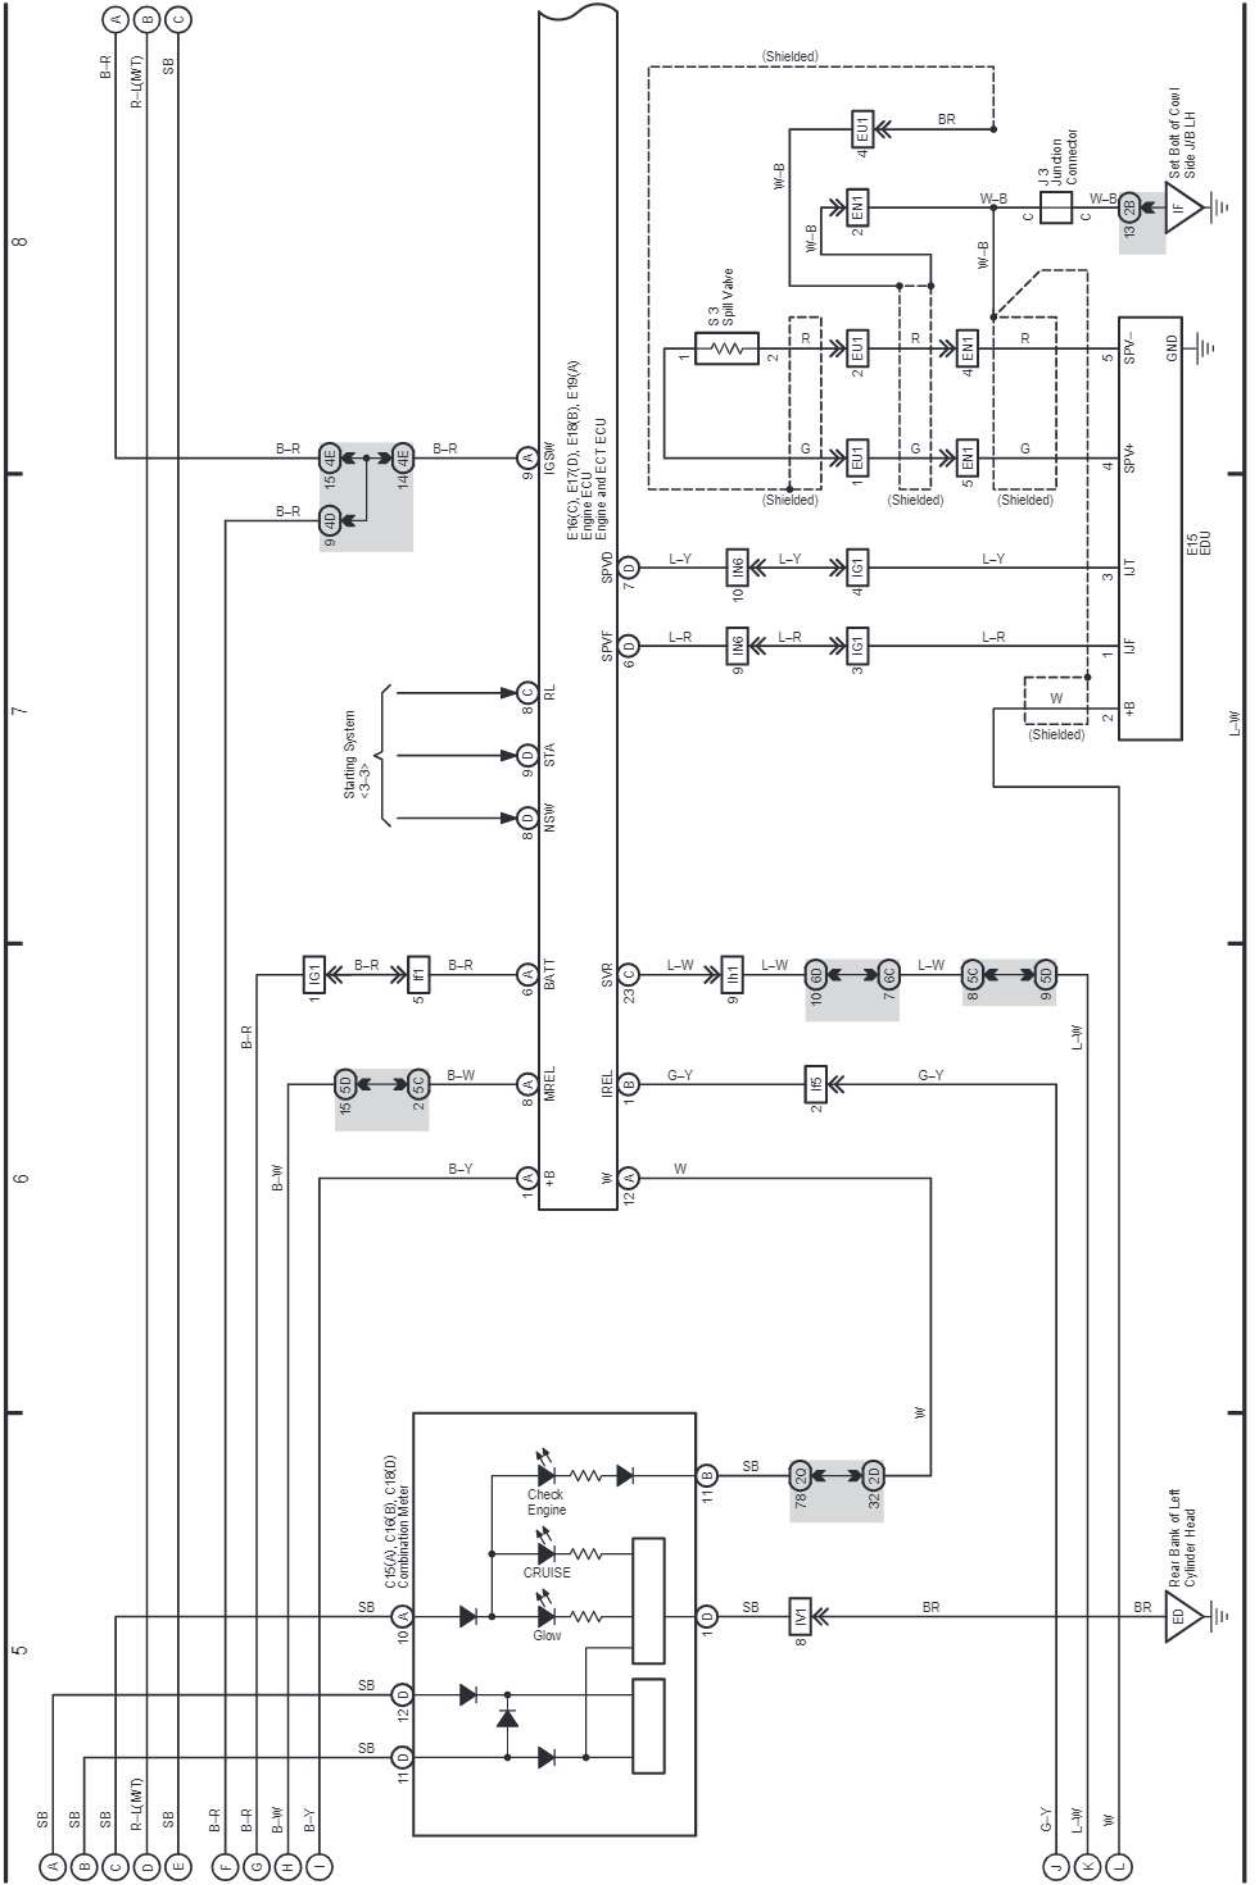 5
6
7
8
A
SB
B
SB
C
SB
D
R–L(M/T)
E
SB
F
B–R
G
B–R
H
B–W
I
B–Y
J
G–Y
K
L–W
L
W
A
B–R
B
R–L(M/T)
C
SB
SB
11 D
SB
12 D
SB
10 A
C15(A), C16(B), C18(D)
Combination Meter
Glow
CRUISE
Check
Engine
1 D
SB
8 IV1
BR
BR
ED
Rear Bank of Left
Cylinder Head
11 B
SB
78 2Q
32 2D
W
B–Y
1 A
+B
B–W
15 5D
2 5C
B–W
8 A
MREL
B–R
1 IG1
B–R
5 If1
B–R
6 A
BATT
W
12 A
W
IREL
1 B
G–Y
2 If5
G–Y
SVR
23 C
L–W
9 Ih1
L–W
10 6D
7 6C
L–W
8 5C
9 5D
L–W
Starting System
<3–3>
8 D
NSW
9 D
STA
8 C
RL
B–R
9 4D
B–R
15 4E
14 4E
B–R
9 A
IGSW
E16(C), E17(D), E18(B), E19(A)
Engine ECU
Engine and ECT ECU
SPVF
6 D
L–R
9 IN6
L–R
3 IG1
L–R
SPVD
7 D
L–Y
10 IN6
L–Y
4 IG1
L–Y
(Shielded)
1
S 3
Spill Valve
2
G
1 EU1
G
5 EN1
G
R
2 EU1
R
4 EN1
R
(Shielded)
(Shielded)
(Shielded)
W–B
4 EU1
BR
W–B
2 EN1
W–B
W–B
C
J 3
Junction
Connector
C
W–B
13 2B
IF
Set Bolt of Cowl
Side J/B LH
W
(Shielded)
2
+B
1
IJF
3
IJT
4
SPV+
5
SPV–
GND
E15
EDU
L–W